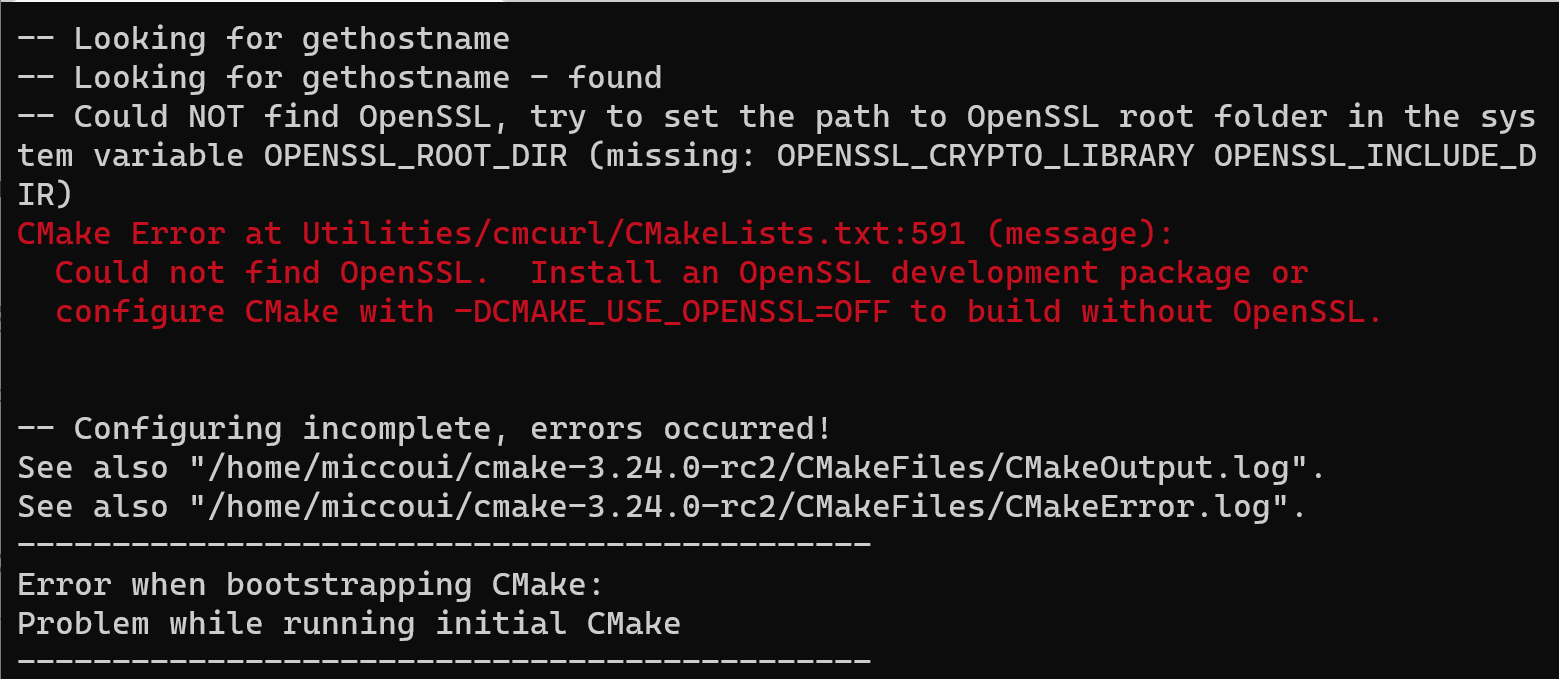 -- Looking for gethostname
-- Looking for gethostname - found
-- Could NOT find OpenSSL, try to set the path to OpenSSL root folder in the sys
tem variable OPENSSL_ROOT_DIR (missing: OPENSSL_CRYPTO_LIBRARY OPENSSL_INCLUDE_D
IR)
CMake Error at Utilities/cmcurl/CMakeLists.txt:591 (message):
  Could not find OpenSSL.  Install an OpenSSL development package or
  configure CMake with -DCMAKE_USE_OPENSSL=OFF to build without OpenSSL.
-- Configuring incomplete, errors occurred!
See also "/home/miccoui/cmake-3.24.0-rc2/CMakeFiles/CMakeOutput.log".
See also "/home/miccoui/cmake-3.24.0-rc2/CMakeFiles/CMakeError.log".
---------------------------------------------
Error when bootstrapping CMake:
Problem while running initial CMake
---------------------------------------------